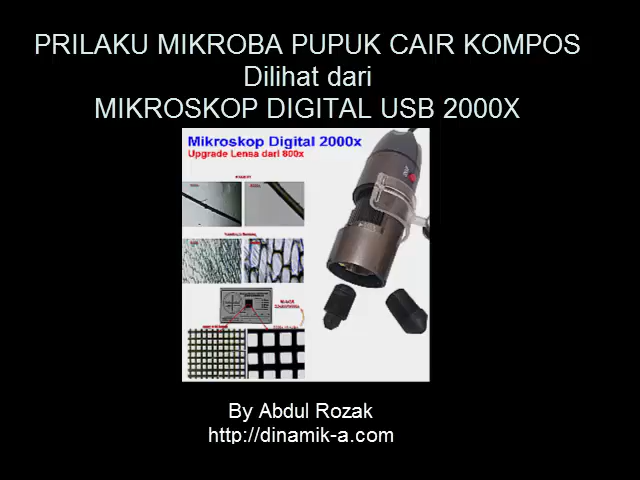 PRILAKU MIKROBA PUPUK CAIR KOMPOS
Dilihat dari
MIKROSKOP DIGITAL USB 2000X
Mikroskop Digital 2000x
Upgrade Lensa dari 800x
By Abdul Rozak
http://dinamik-a.com